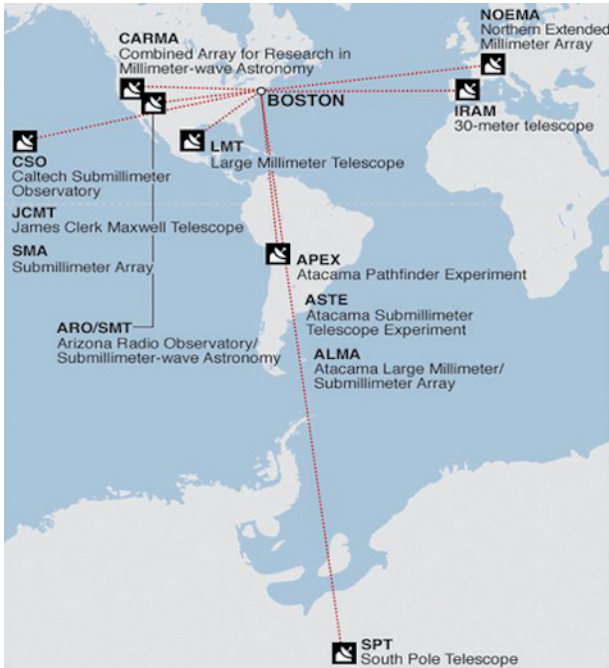 NOEMA
Northern Extended
Millimeter Array
CARMA
Combined Array for Research in
Millimeter-wave Astronomy
BOSTON
IRAM
30-meter telescope
LMT
Large Millimeter Telescope
CSO
Caltech Submillimeter
Observatory
JCMT
James Clerk Maxwell Telescope
SMA
Submillimeter Array
APEX
Atacama Pathfinder Experiment
ASTE
Atacama Submillimeter
Telescope Experiment
ARO/SMT
Arizona Radio Observatory/
Submillimeter-wave Astronomy
ALMA
Atacama Large Millimeter/
Submillimeter Array
SPT
South Pole Telescope